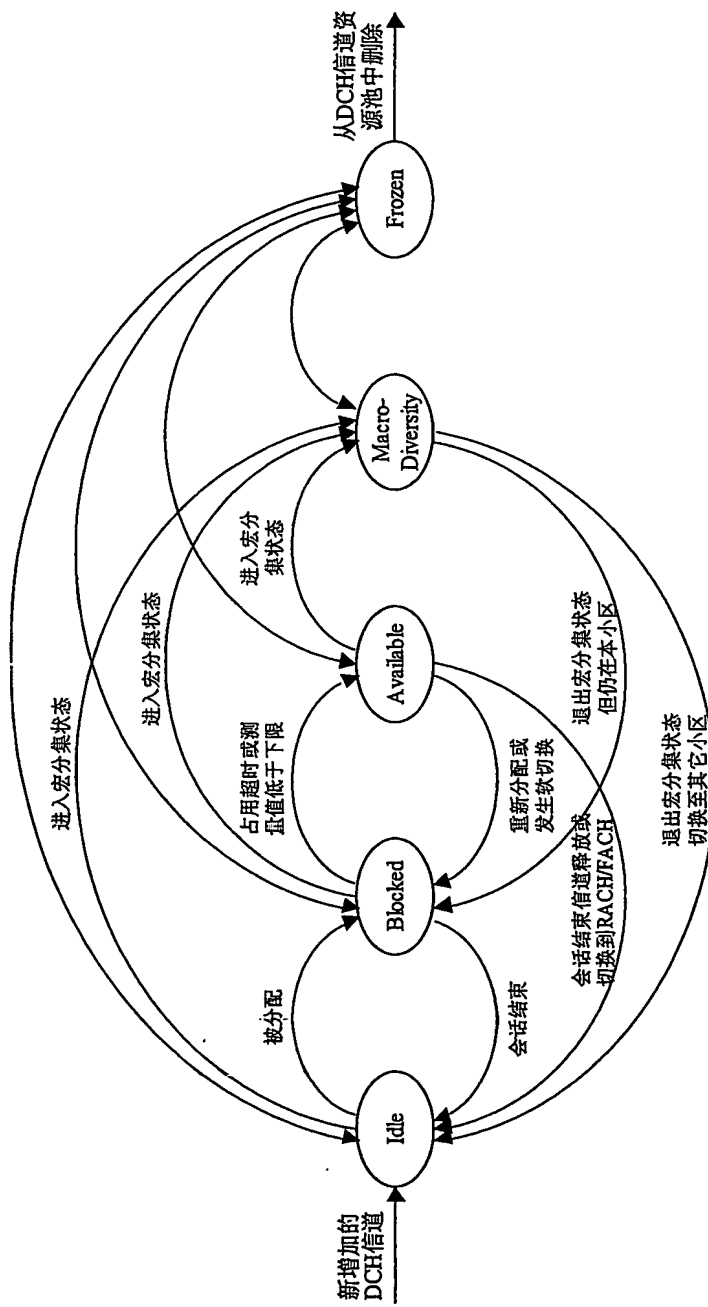 新增加的
DCH信道
Idle
被分配
会话结束
Blocked
占用超时或测
量值低于下限
重新分配或
发生软切换
Available
进入宏分
集状态
进入宏分集状态
进入宏分集状态
会话结束信道释放或
切换到RACH/FACH
Macro-
Diversity
退出宏分集状态
但仍在本小区
退出宏分集状态
切换至其它小区
Frozen
从DCH信道资
源池中删除